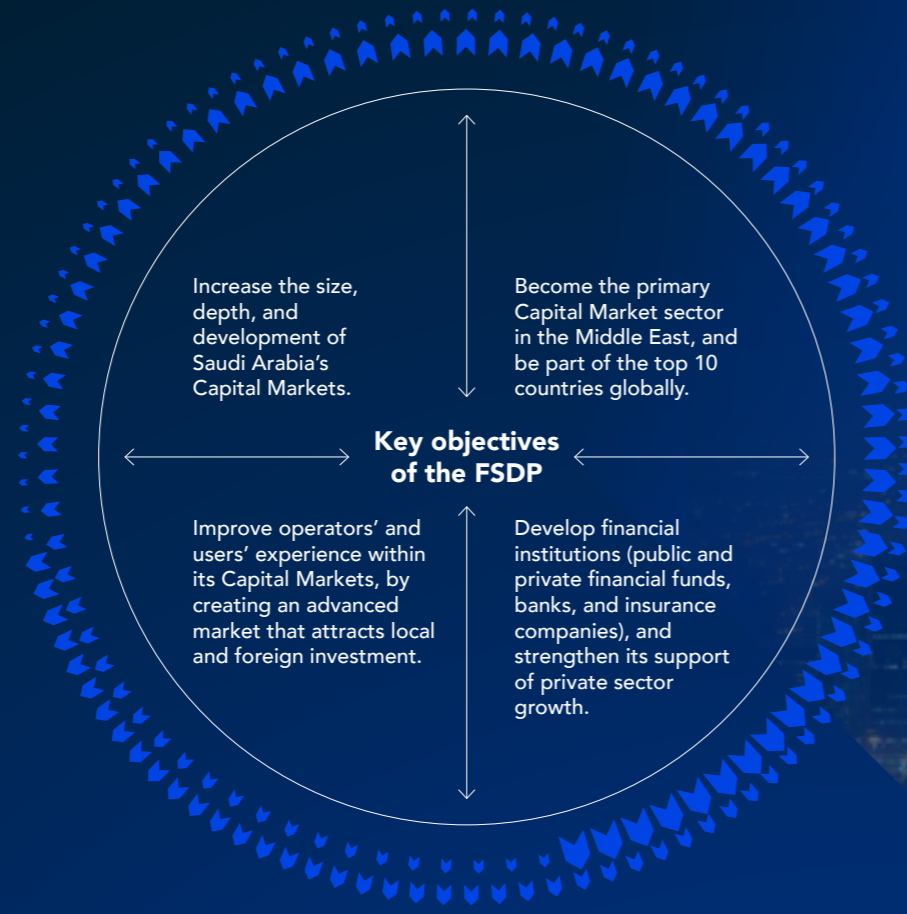 Increase the size,
depth, and
development of
Saudi Arabia’s
Capital Markets.
Become the primary
Capital Market sector
in the Middle East, and
be part of the top 10
countries globally.
Key objectives
of the FSDP
Improve operators’ and
users’ experience within
its Capital Markets, by
creating an advanced
market that attracts local
and foreign investment.
Develop financial
institutions (public and
private financial funds,
banks, and insurance
companies), and
strengthen its support
of private sector
growth.